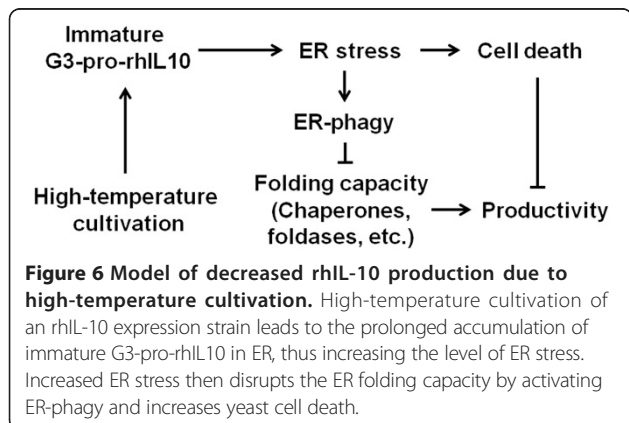 Immature
G3-pro-rhIL10
ER stress
Cell death
ER-phagy
High-temperature
cultivation
Folding capacity
(Chaperones,
foldases, etc.)
Productivity
Figure 6 Model of decreased rhIL-10 production due to
high-temperature cultivation. High-temperature cultivation of
an rhIL-10 expression strain leads to the prolonged accumulation of
immature G3-pro-rhIL10 in ER, thus increasing the level of ER stress.
Increased ER stress then disrupts the ER folding capacity by activating
ER-phagy and increases yeast cell death.